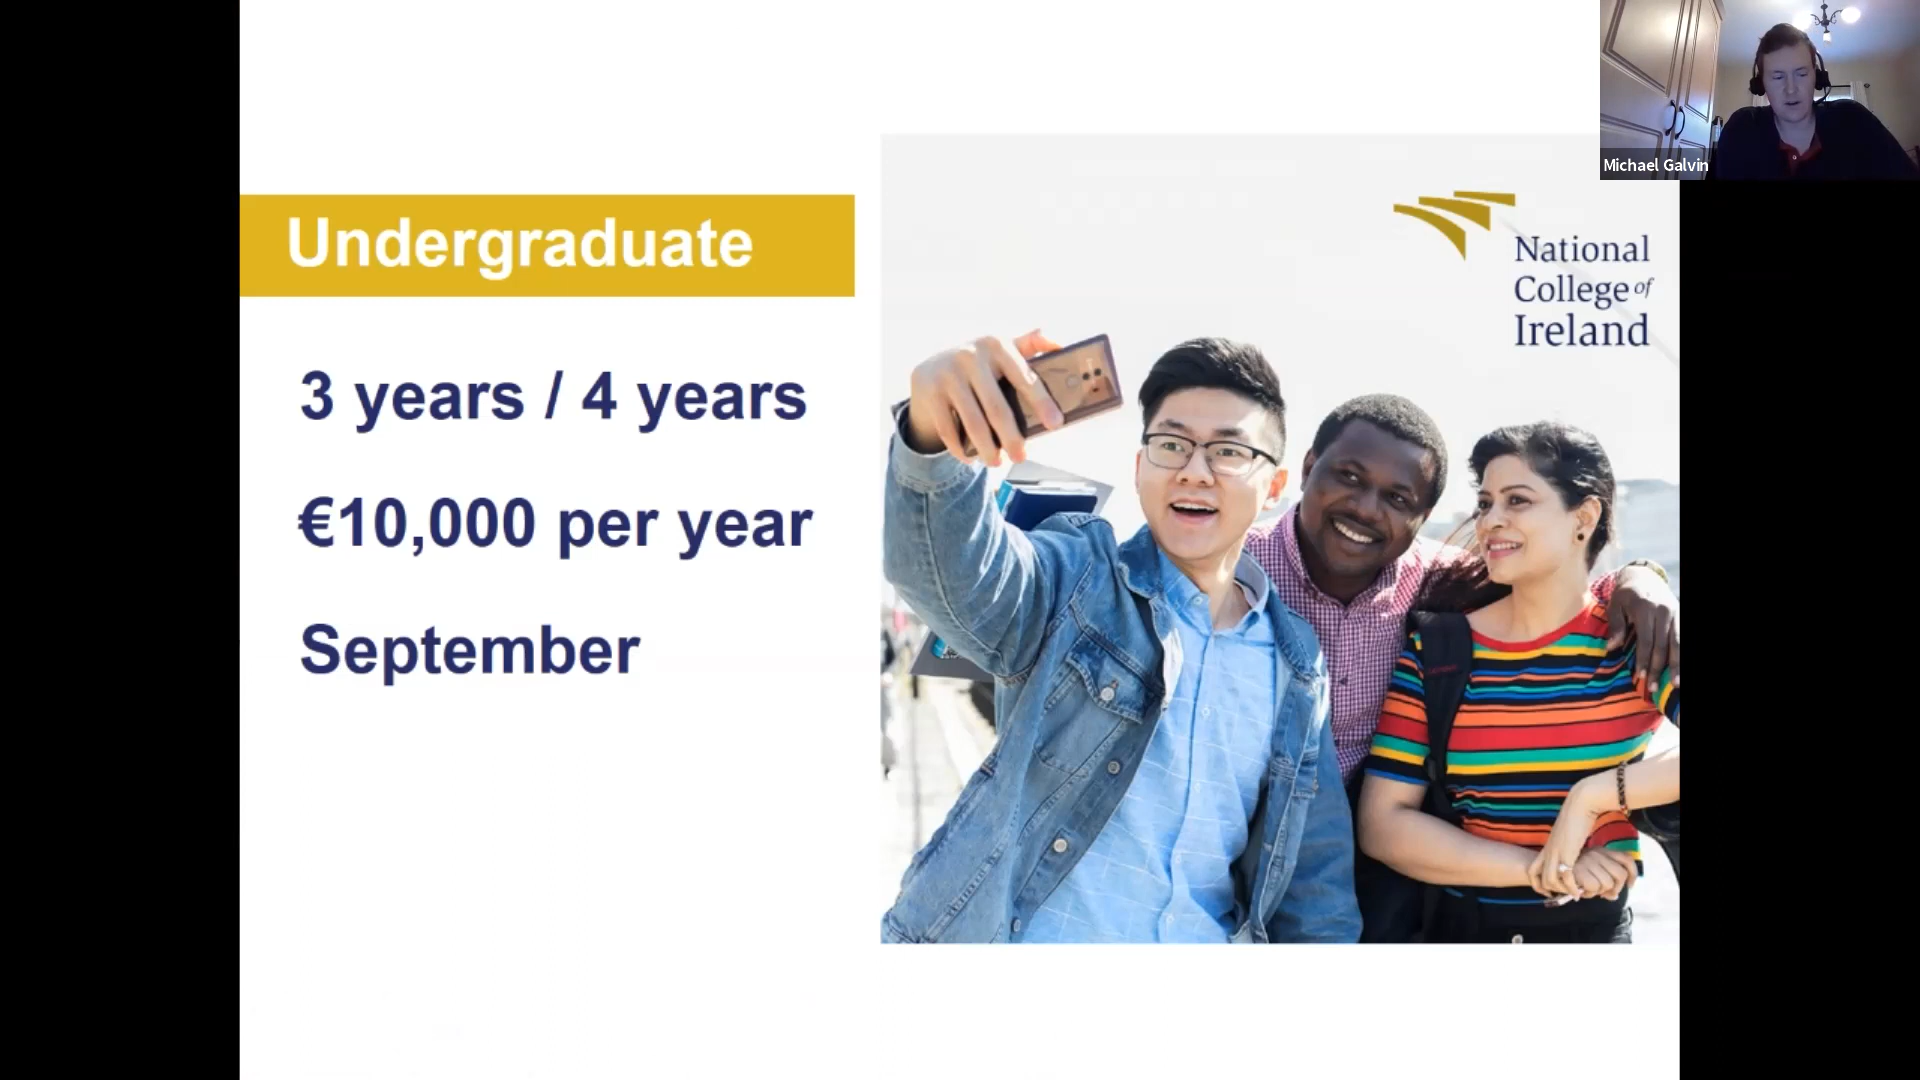 Undergraduate
3 years / 4 years
€10,000 per year
September
National
College of
Ireland
Michael Galvin